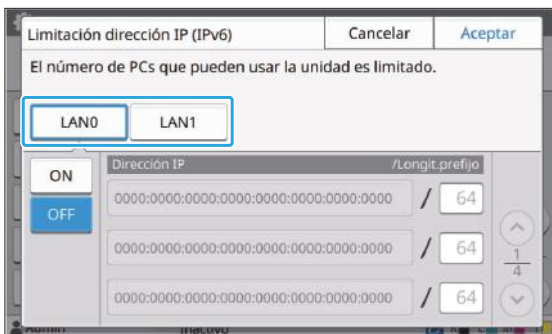 Limitación dirección IP (IPv6) Cancelar Aceptar
El número de PCs que pueden usar la unidad es limitado.
LAN0 LAN1
Dirección IP /Longit.prefijo
ON
0000:0000:0000:0000:0000:0000:0000:0000 / 64
OFF
0000:0000:0000:0000:0000:0000:0000:0000 / 64
1
4
0000:0000:0000:0000:0000:0000:0000:0000 / 64
Admin Inactivo